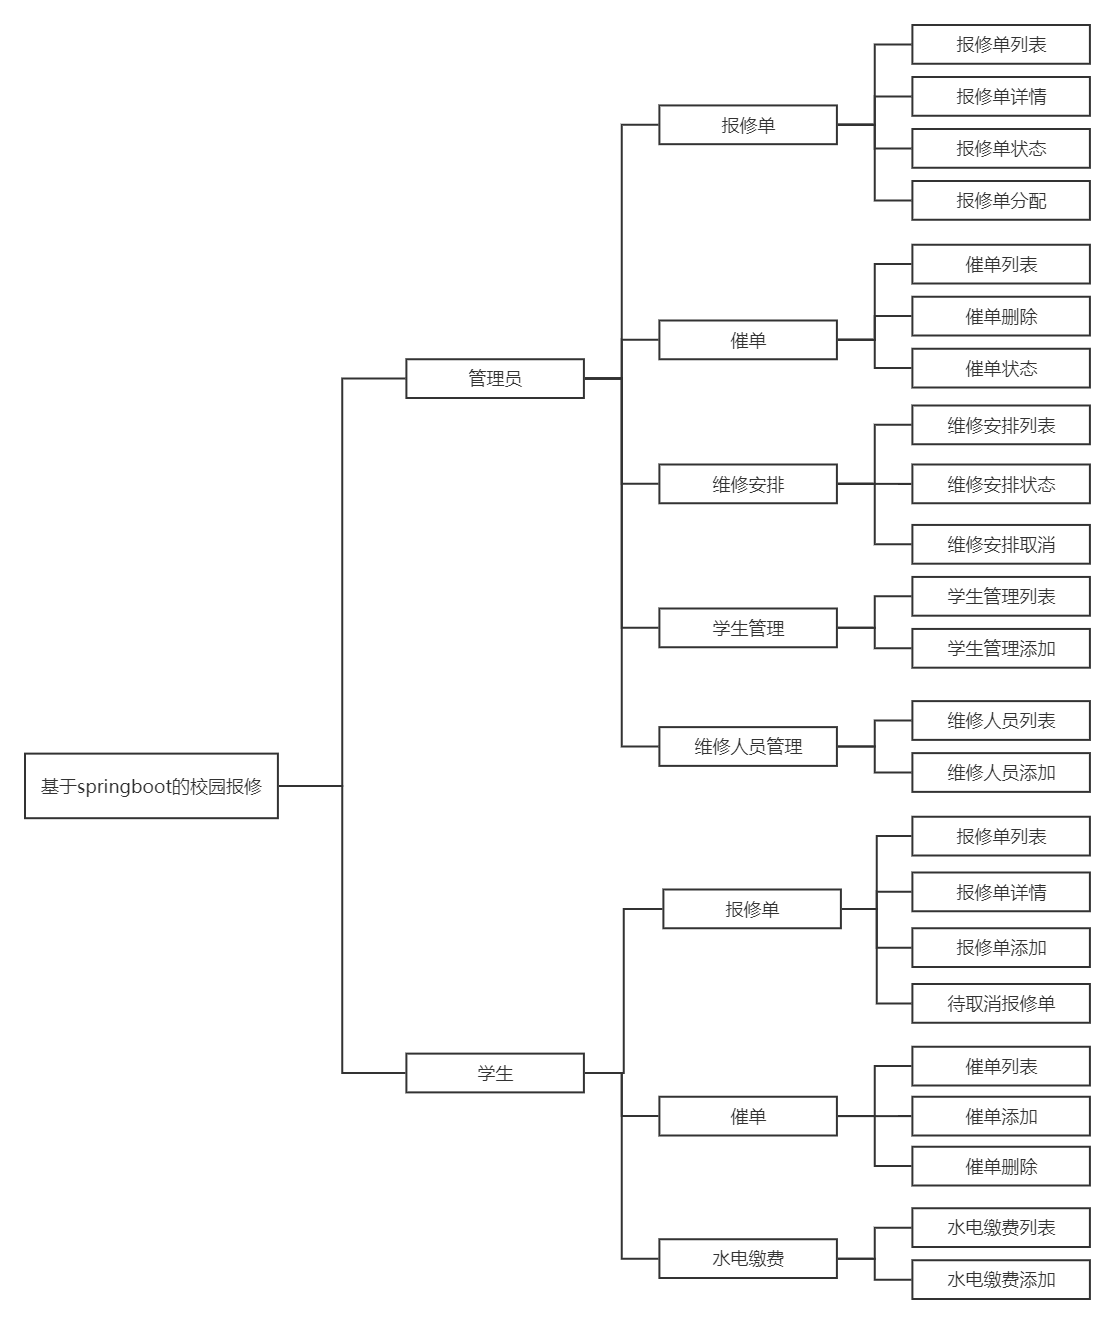 基于springboot的校园报修
管理员
报修单
报修单列表
报修单详情
报修单状态
报修单分配
催单
催单列表
催单删除
催单状态
维修安排
维修安排列表
维修安排状态
维修安排取消
学生管理
学生管理列表
学生管理添加
维修人员管理
维修人员列表
维修人员添加
学生
报修单
报修单列表
报修单详情
报修单添加
待取消报修单
催单
催单列表
催单添加
催单删除
水电缴费
水电缴费列表
水电缴费添加